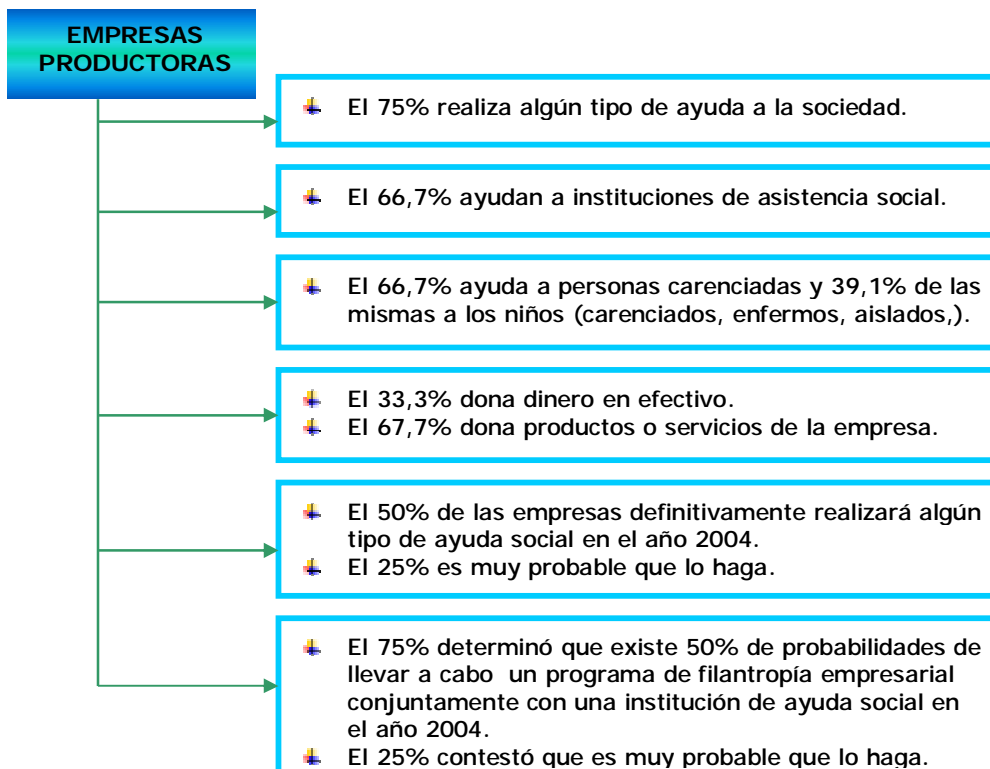 EMPRESAS
PRODUCTORAS
El 75% realiza algún tipo de ayuda a la sociedad.
El 66,7% ayudan a instituciones de asistencia social.
El 66,7% ayuda a personas carenciadas y 39,1% de las
mismas a los niños (carenciados, enfermos, aislados,).
El 33,3% dona dinero en efectivo.
El 67,7% dona productos o servicios de la empresa.
El 50% de las empresas definitivamente realizará algún
tipo de ayuda social en el año 2004.
El 25% es muy probable que lo haga.
El 75% determinó que existe 50% de probabilidades de
llevar a cabo un programa de filantropía empresarial
conjuntamente con una institución de ayuda social en
el año 2004.
El 25% contestó que es muy probable que lo haga.